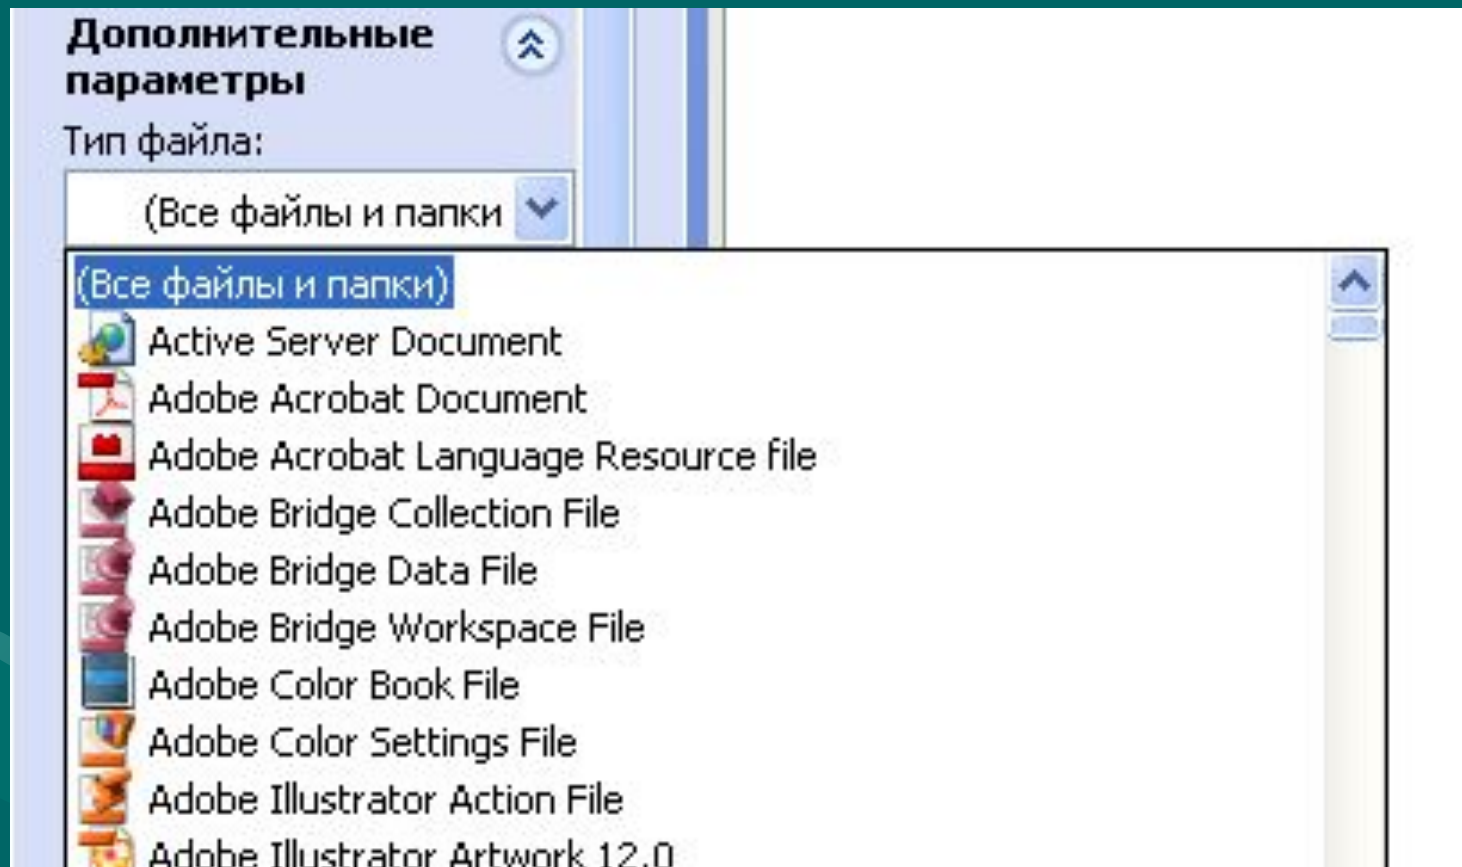 Дополнительные
параметры
Тип файла:
(Все файлы и папки
(Все файлы и папки)
Active Server Document
Adobe Acrobat Document
Adobe Acrobat Language Resource file
Adobe Bridge Collection File
Adobe Bridge Data File
Adobe Bridge Workspace File
Adobe Color Book File
Adobe Color Settings File
Adobe Illustrator Action File
Adobe Illustrator Artwork 12.0